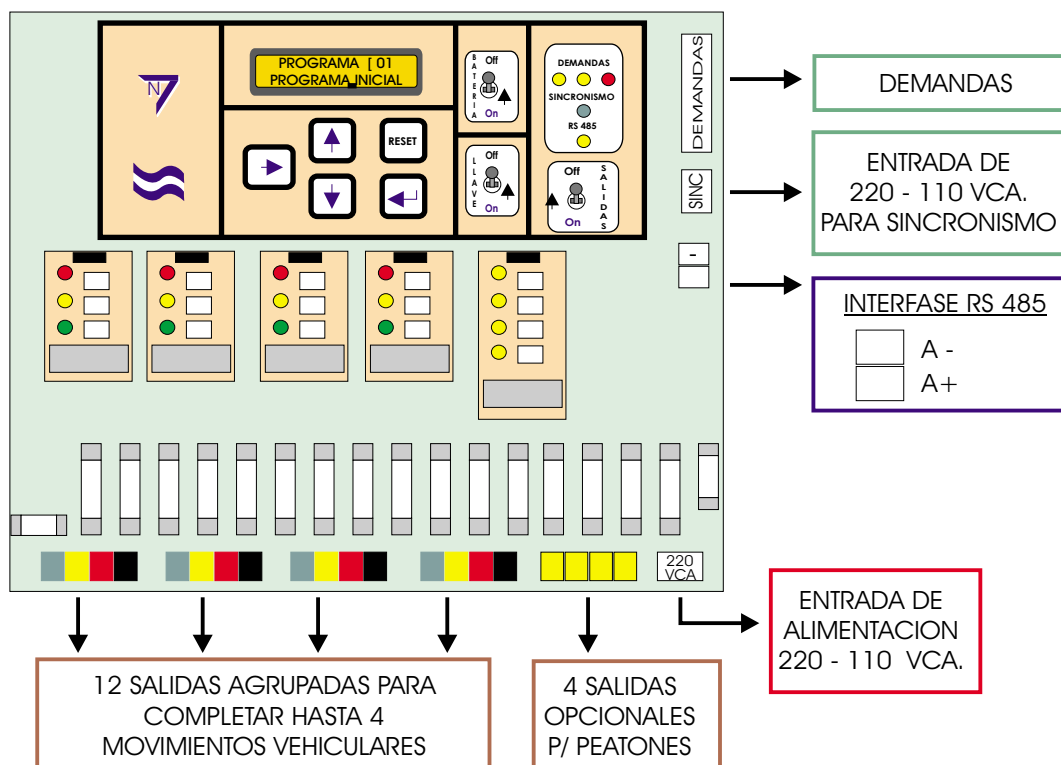 N
PROGRAMA [ 01
PROGRAMA INICIAL
RESET
BATERIA
Off
On
LLAVE
Off
On
DEMANDAS
SINCRONISMO
RS 485
Off
On
SALIDAS
DEMANDAS
SINC
-
DEMANDAS
ENTRADA DE
220 - 110 VCA.
PARA SINCRONISMO
INTERFASE RS 485
A -
A+
220
VCA
12 SALIDAS AGRUPADAS PARA
COMPLETAR HASTA 4
MOVIMIENTOS VEHICULARES
4 SALIDAS
OPCIONALES
P/ PEATONES
ENTRADA DE
ALIMENTACION
220 - 110 VCA.